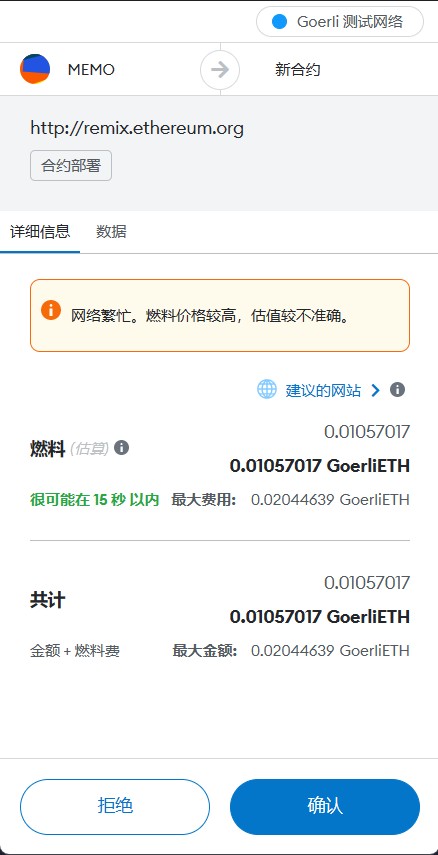 Goerli 测试网络
MEMO
新合约
http://remix.ethereum.org
合约部署
详细信息 数据
网络繁忙。燃料价格较高，估值较不准确。
建议的网站
0.01057017
燃料 (估算)
0.01057017 GoerliETH
很可能在 15 秒 以内 最大费用: 0.02044639 GoerliETH
0.01057017
共计
0.01057017 GoerliETH
金额 + 燃料费 最大金额: 0.02044639 GoerliETH
拒绝 确认